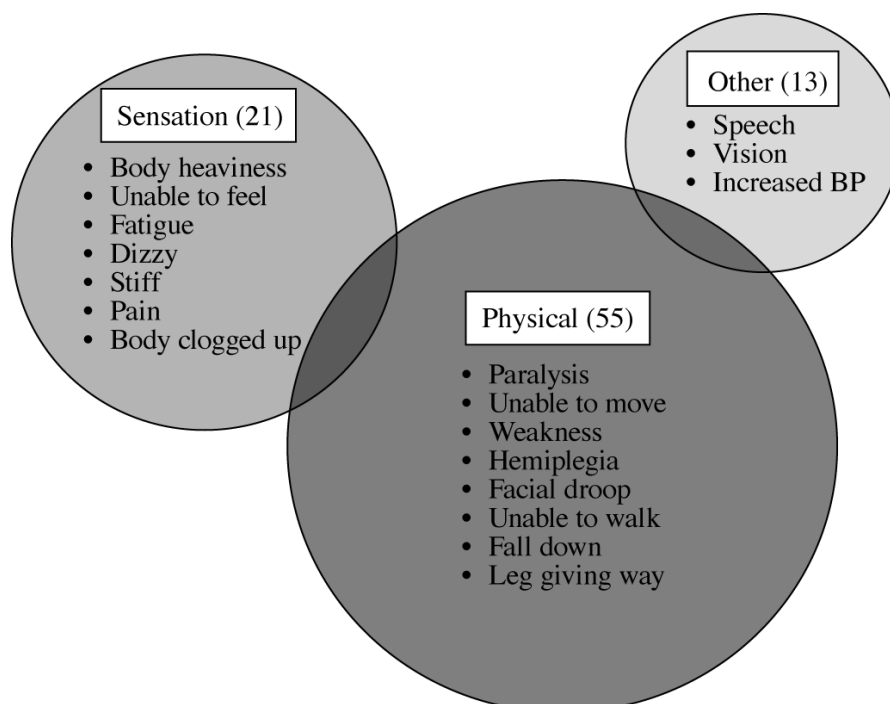 Sensation (21)
• Body heaviness
• Unable to feel
• Fatigue
• Dizzy
• Stiff
• Pain
• Body clogged up
Other (13)
• Speech
• Vision
• Increased BP
Physical (55)
• Paralysis
• Unable to move
• Weakness
• Hemiplegia
• Facial droop
• Unable to walk
• Fall down
• Leg giving way